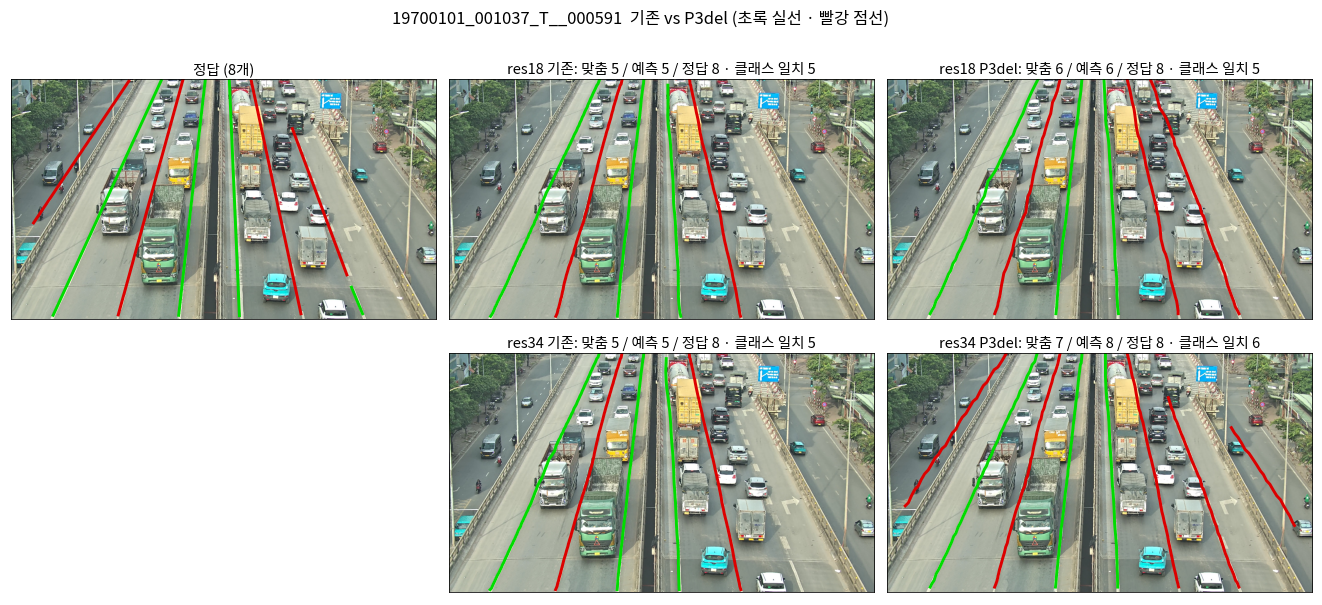 19700101_001037_T__000591 기존 vs P3del (초록 실선 · 빨강 점선)
정답 (8개)
res18 기존: 맞춤 5 / 예측 5 / 정답 8 · 클래스 일치 5
res18 P3del: 맞춤 6 / 예측 6 / 정답 8 · 클래스 일치 5
res34 기존: 맞춤 5 / 예측 5 / 정답 8 · 클래스 일치 5
res34 P3del: 맞춤 7 / 예측 8 / 정답 8 · 클래스 일치 6